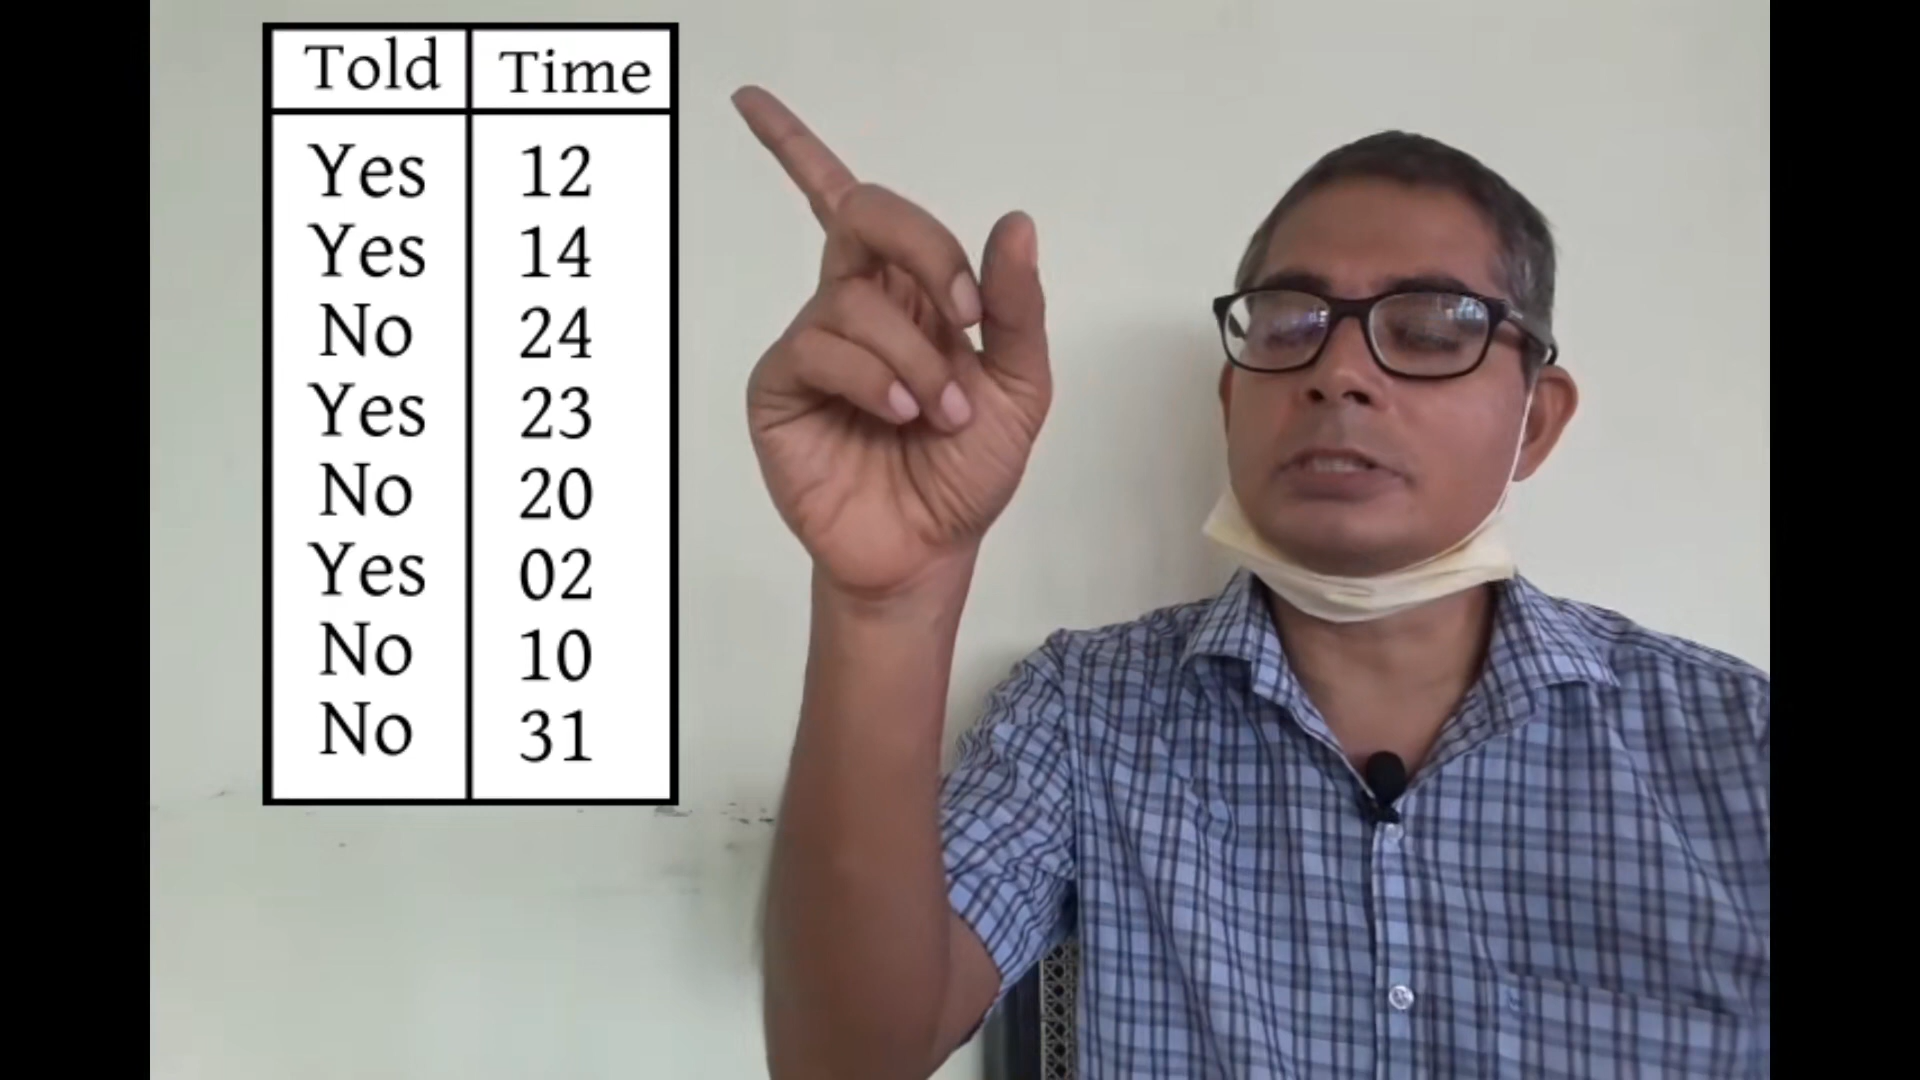 Told Time
Yes 12
Yes 14
No 24
Yes 23
No 20
Yes 02
No 10
No 31